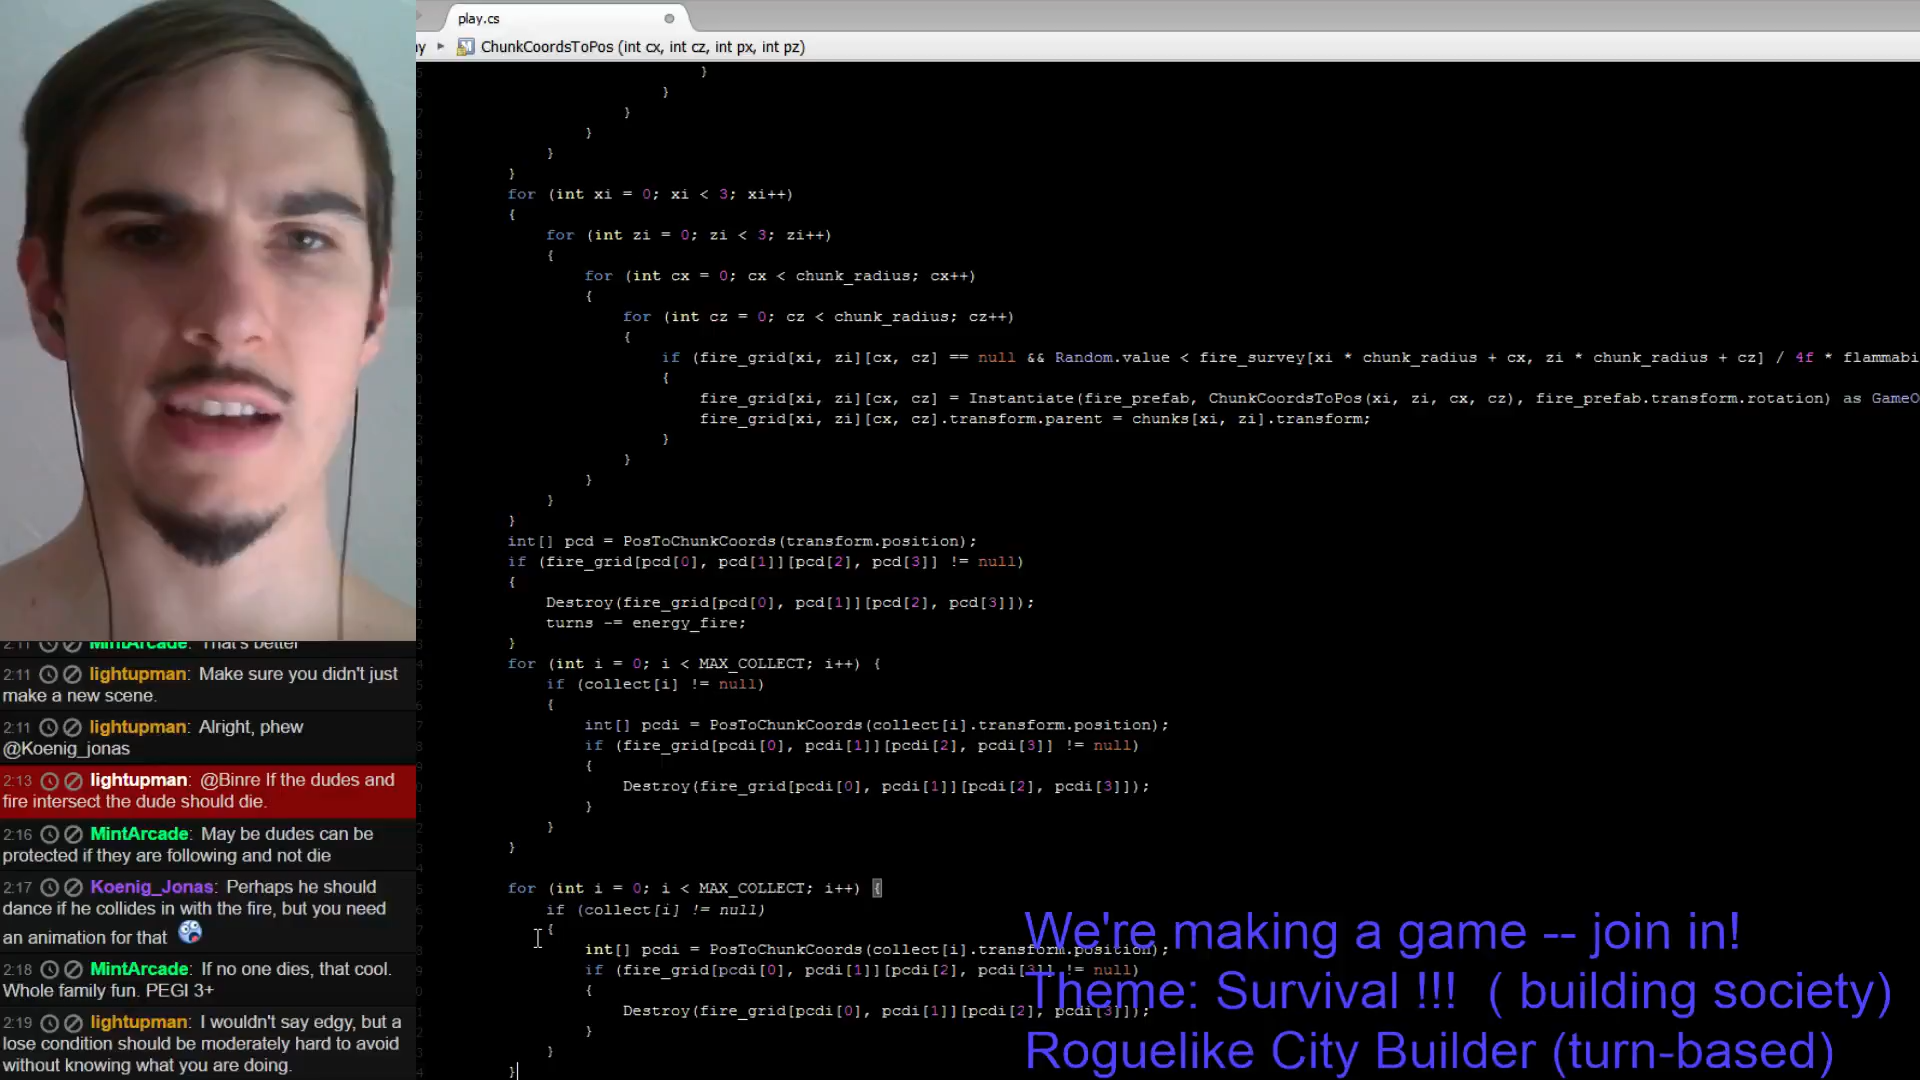 play.cs
ChunkCoordsToPos (int cx, int cz, int px, int pz)
}
}
}
}
}
}
for (int xi = 0; xi < 3; xi++)
{
for (int zi = 0; zi < 3; zi++)
{
for (int cx = 0; cx < chunk_radius; cx++)
{
for (int cz = 0; cz < chunk_radius; cz++)
{
if (fire_grid[xi, zi][cx, cz] == null && Random.value < fire_survey[xi * chunk_radius + cx, zi * chunk_radius + cz] / 4f * flammabi
{
fire_grid[xi, zi][cx, cz] = Instantiate(fire_prefab, ChunkCoordsToPos(xi, zi, cx, cz), fire_prefab.transform.rotation) as GameO
fire_grid[xi, zi][cx, cz].transform.parent = chunks[xi, zi].transform;
}
}
}
}
}
int[] pcd = PosToChunkCoords(transform.position);
if (fire_grid[pcd[0], pcd[1]][pcd[2], pcd[3]] != null)
{
Destroy(fire_grid[pcd[0], pcd[1]][pcd[2], pcd[3]]);
turns -= energy_fire;
}
for (int i = 0; i < MAX_COLLECT; i++) {
if (collect[i] != null)
{
int[] pcdi = PosToChunkCoords(collect[i].transform.position);
if (fire_grid[pcdi[0], pcdi[1]][pcdi[2], pcdi[3]] != null)
{
Destroy(fire_grid[pcdi[0], pcdi[1]][pcdi[2], pcdi[3]]);
}
}
}
for (int i = 0; i < MAX_COLLECT; i++) {
if (collect[i] != null)
{
int[] pcdi = PosToChunkCoords(collect[i].transform.position);
if (fire_grid[pcdi[0], pcdi[1]][pcdi[2], pcdi[3]] != null)
{
Destroy(fire_grid[pcdi[0], pcdi[1]][pcdi[2], pcdi[3]]);
}
}
}
2:11 MintArcade: That's better
2:11 lightupman: Make sure you didn't just
make a new scene.
2:11 lightupman: Alright, phew
@Koenig_jonas
2:13 lightupman: @Binre If the dudes and
fire intersect the dude should die.
2:16 MintArcade: May be dudes can be
protected if they are following and not die
2:17 Koenig_Jonas: Perhaps he should
dance if he collides in with the fire, but you need
an animation for that
2:18 MintArcade: If no one dies, that cool.
Whole family fun. PEGI 3+
2:19 lightupman: I wouldn't say edgy, but a
lose condition should be moderately hard to avoid
without knowing what you are doing.
We're making a game -- join in!
Theme: Survival !!! ( building society)
Roguelike City Builder (turn-based)